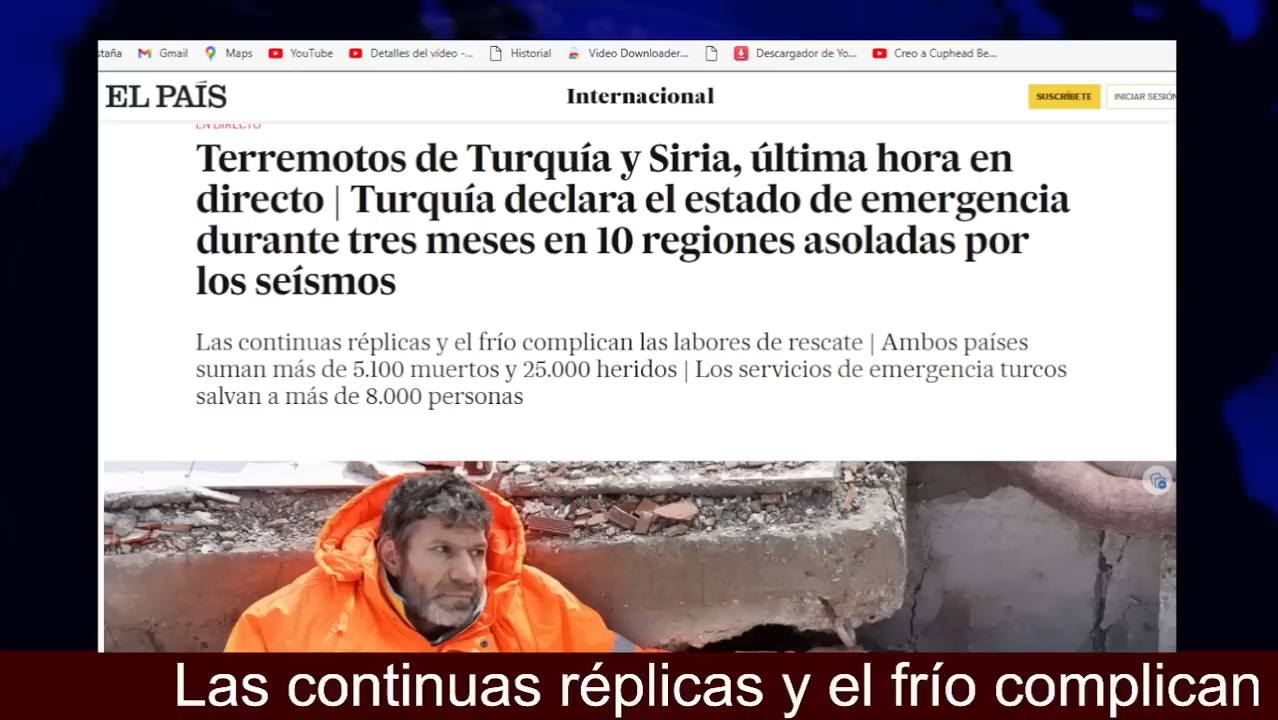 staña Gmail Maps YouTube Detalles del vídeo -... Historial Video Downloader... Descargador de Yo... Creo a Cuphead Be...
EL PAÍS Internacional SUSCRÍBETE INICIAR SESIÓN
EN DIRECTO
Terremotos de Turquía y Siria, última hora en
directo | Turquía declara el estado de emergencia
durante tres meses en 10 regiones asoladas por
los seísmos
Las continuas réplicas y el frío complican las labores de rescate | Ambos países
suman más de 5.100 muertos y 25.000 heridos | Los servicios de emergencia turcos
salvan a más de 8.000 personas
Las continuas réplicas y el frío complican